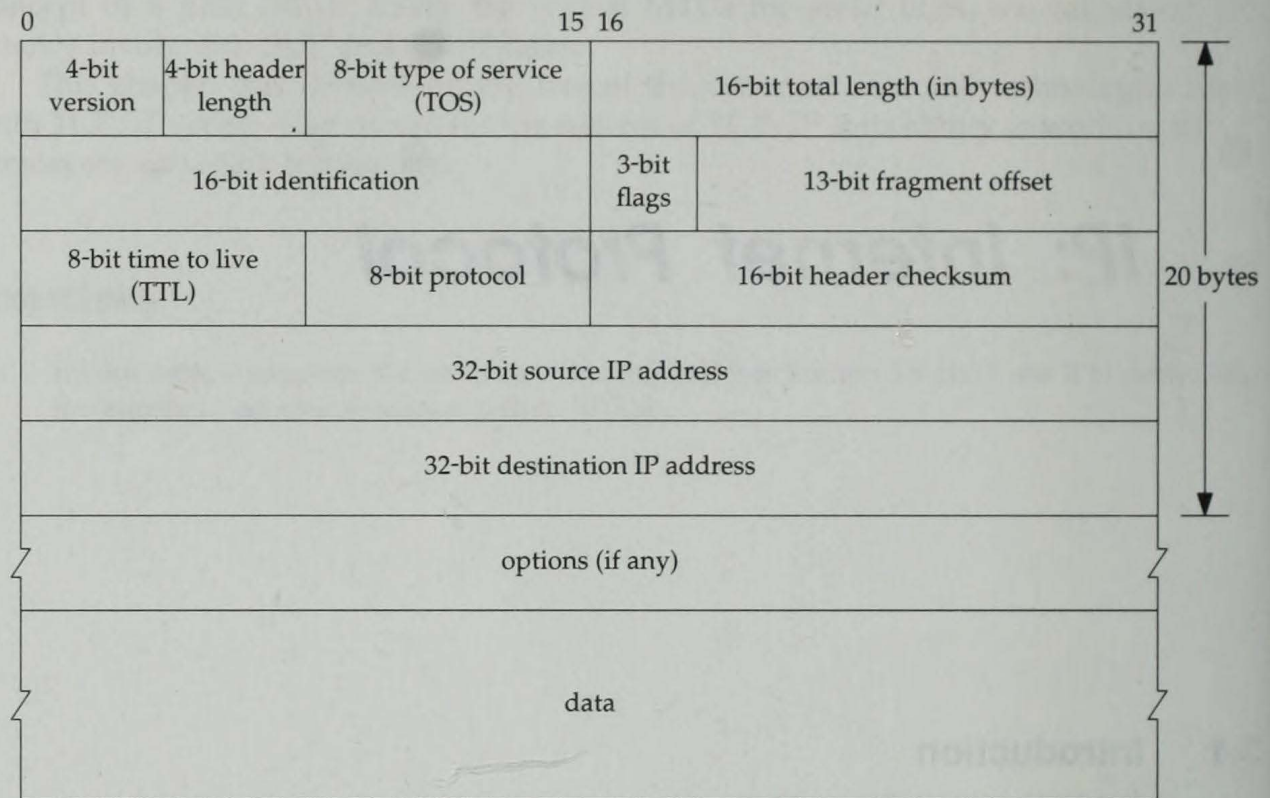 0 15 16 31
4-bit version
4-bit header length
8-bit type of service (TOS)
16-bit total length (in bytes)
16-bit identification
3-bit flags
13-bit fragment offset
8-bit time to live (TTL)
8-bit protocol
16-bit header checksum
20 bytes
32-bit source IP address
32-bit destination IP address
options (if any)
data
IP: Internet Protocol
Introduction